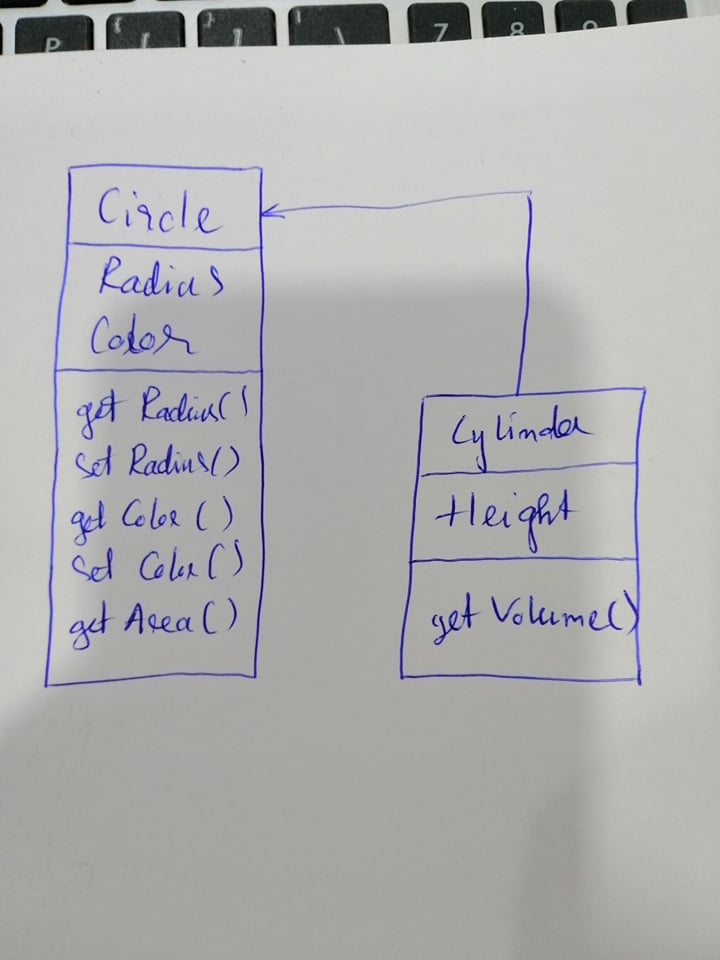 P { [ } ] | \ 7 8 9
Circle
Radius
Color
get Radius()
Set Radius()
get Color()
Set Color()
get Area()
Cylinder
Height
get Volume()